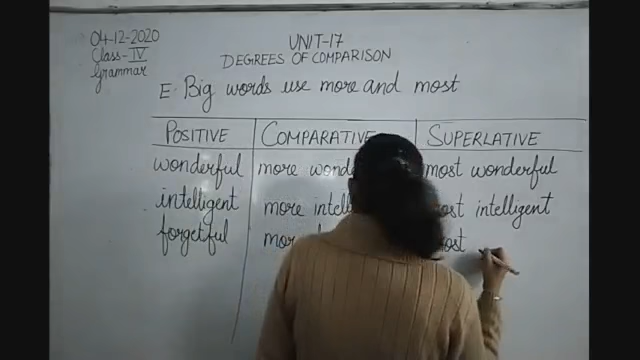 04-12-2020
Class-IV
Grammar
UNIT-17
DEGREES OF COMPARISON
E. Big words use more and most
POSITIVE COMPARATIVE SUPERLATIVE
wonderful more most wonderful
intelligent more most intelligent
forgetful most